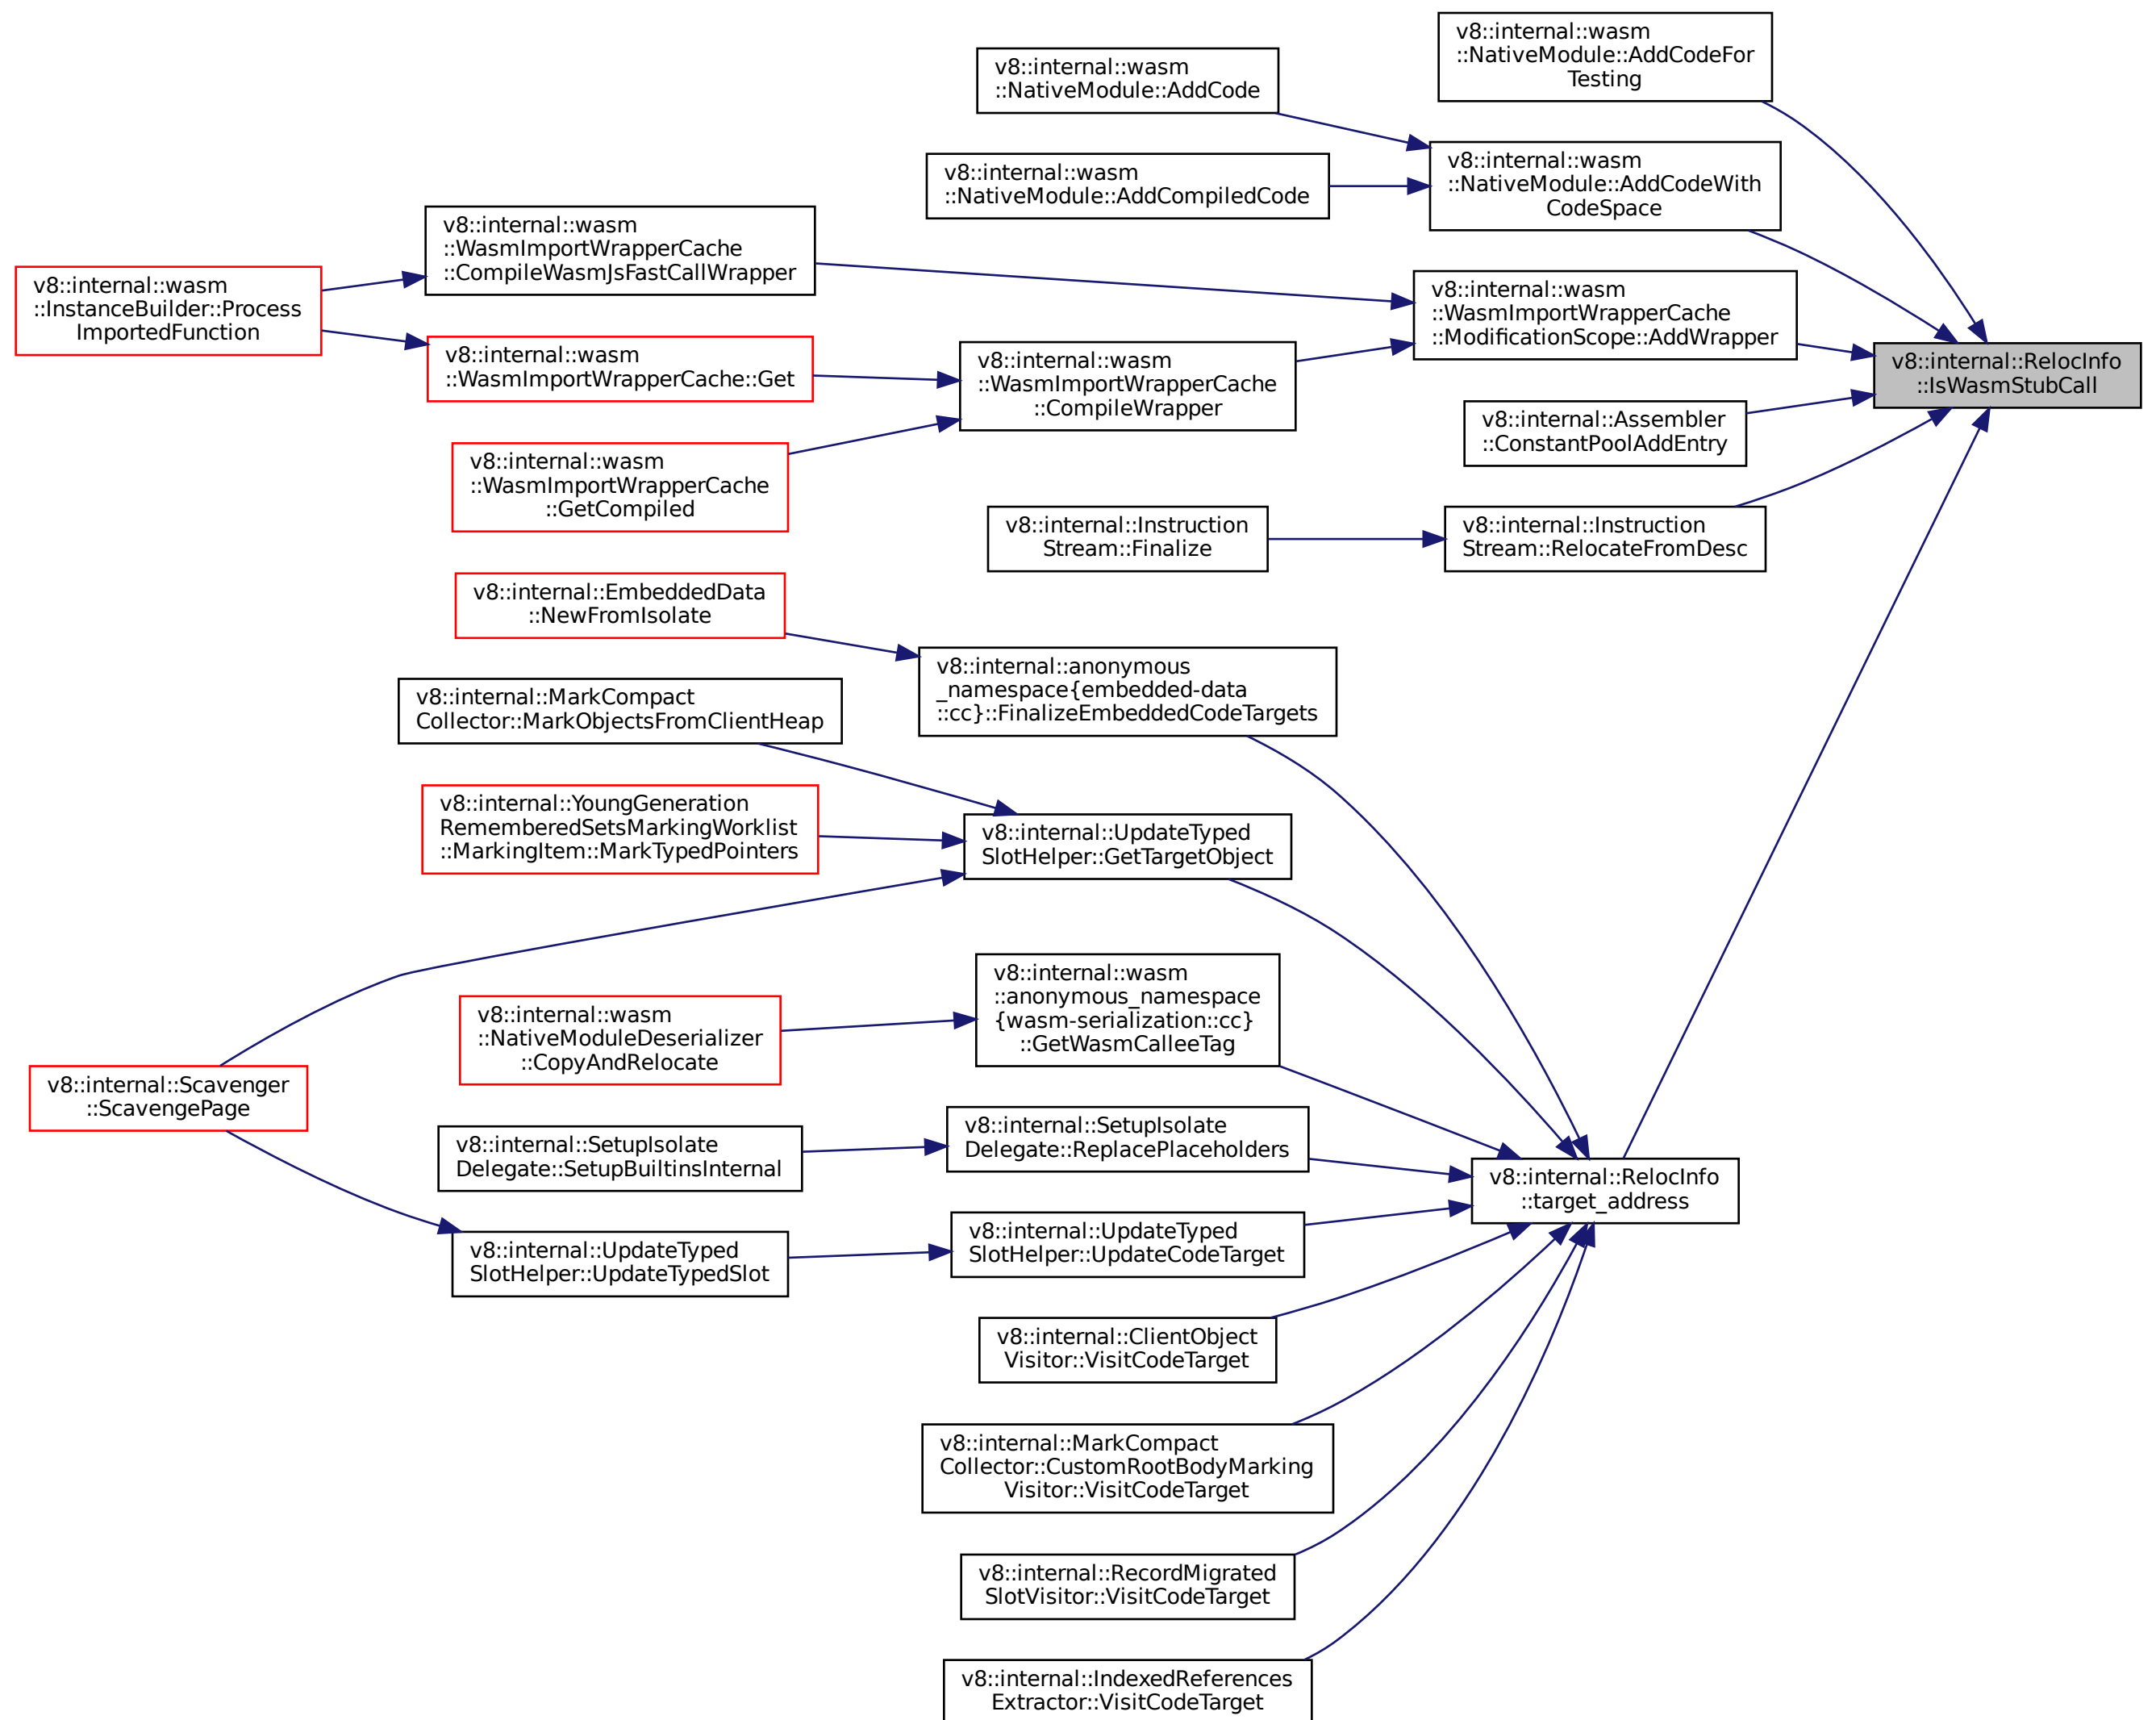 v8::internal::wasm
::NativeModule::AddCodeFor
Testing
v8::internal::wasm
::NativeModule::AddCode
v8::internal::wasm
::NativeModule::AddCodeWith
CodeSpace
v8::internal::wasm
::NativeModule::AddCompiledCode
v8::internal::wasm
::WasmImportWrapperCache
::CompileWasmJsFastCallWrapper
v8::internal::wasm
::InstanceBuilder::Process
ImportedFunction
v8::internal::wasm
::WasmImportWrapperCache
::ModificationScope::AddWrapper
v8::internal::wasm
::WasmImportWrapperCache::Get
v8::internal::wasm
::WasmImportWrapperCache
::CompileWrapper
v8::internal::RelocInfo
::IsWasmStubCall
v8::internal::Assembler
::ConstantPoolAddEntry
v8::internal::wasm
::WasmImportWrapperCache
::GetCompiled
v8::internal::Instruction
Stream::Finalize
v8::internal::Instruction
Stream::RelocateFromDesc
v8::internal::EmbeddedData
::NewFromIsolate
v8::internal::anonymous
_namespace{embedded-data
::cc}::FinalizeEmbeddedCodeTargets
v8::internal::MarkCompact
Collector::MarkObjectsFromClientHeap
v8::internal::YoungGeneration
RememberedSetsMarkingWorklist
::MarkingItem::MarkTypedPointers
v8::internal::UpdateTyped
SlotHelper::GetTargetObject
v8::internal::wasm
::anonymous_namespace
{wasm-serialization::cc}
::GetWasmCalleeTag
v8::internal::wasm
::NativeModuleDeserializer
::CopyAndRelocate
v8::internal::Scavenger
::ScavengePage
v8::internal::SetupIsolate
Delegate::SetupBuiltinsInternal
v8::internal::SetupIsolate
Delegate::ReplacePlaceholders
v8::internal::RelocInfo
::target_address
v8::internal::UpdateTyped
SlotHelper::UpdateTypedSlot
v8::internal::UpdateTyped
SlotHelper::UpdateCodeTarget
v8::internal::ClientObject
Visitor::VisitCodeTarget
v8::internal::MarkCompact
Collector::CustomRootBodyMarking
Visitor::VisitCodeTarget
v8::internal::RecordMigrated
SlotVisitor::VisitCodeTarget
v8::internal::IndexedReferences
Extractor::VisitCodeTarget